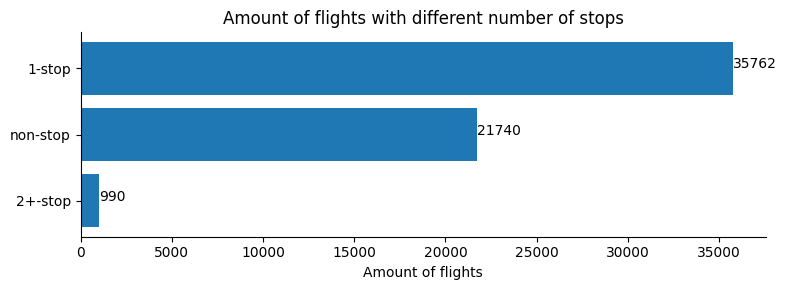 Amount of flights with different number of stops
1-stop
35762
non-stop
21740
2+-stop
990
0 5000 10000 15000 20000 25000 30000 35000
Amount of flights